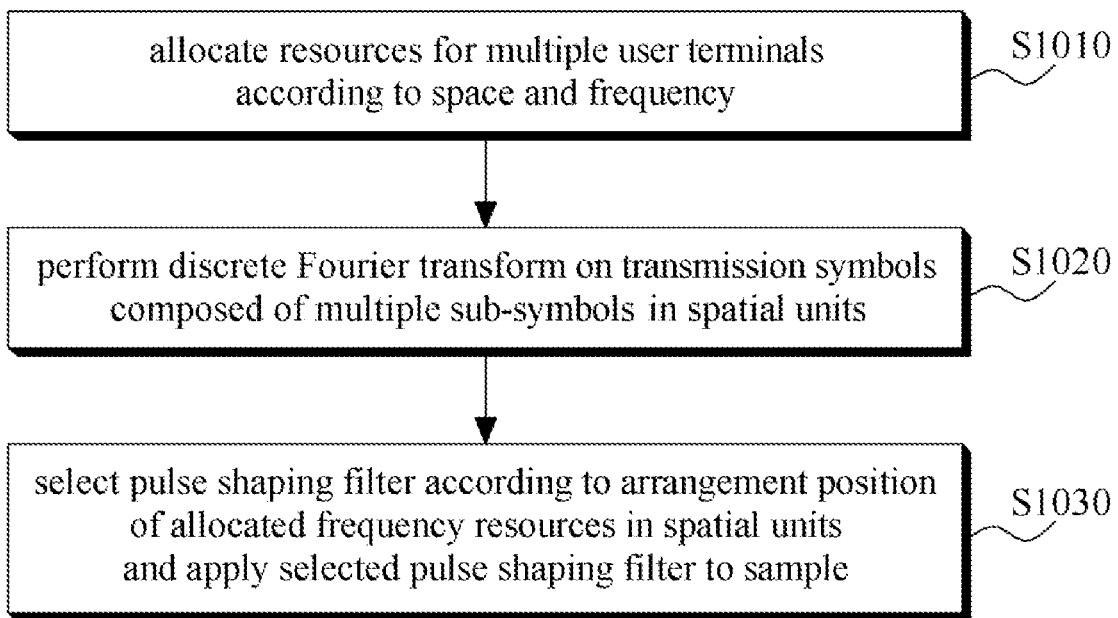 allocate resources for multiple user terminals
according to space and frequency
S1010
perform discrete Fourier transform on transmission symbols
composed of multiple sub-symbols in spatial units
S1020
select pulse shaping filter according to arrangement position
of allocated frequency resources in spatial units
and apply selected pulse shaping filter to sample
S1030